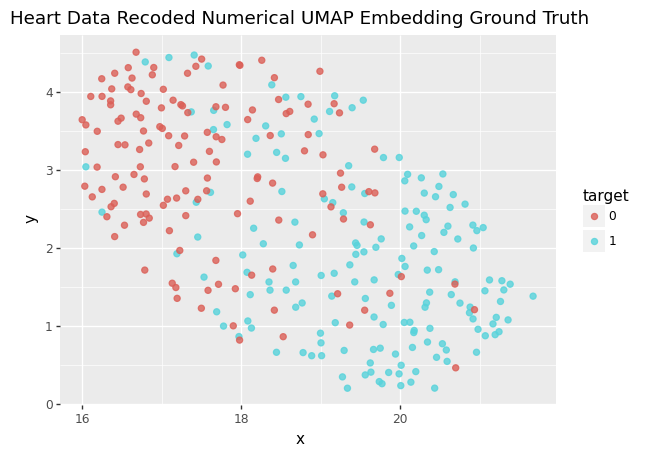 Heart Data Recoded Numerical UMAP Embedding Ground Truth
4
3
2
1
0
y
16
18
20
x
target
0
1